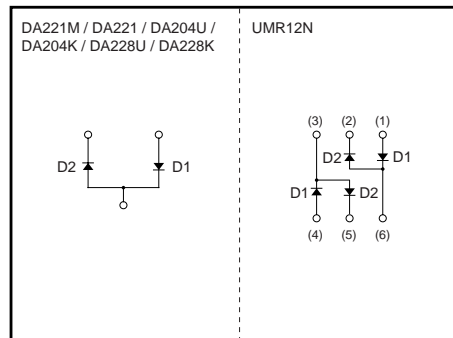 DA221M / DA221 / DA204U /
DA204K / DA228U / DA228K
D2
D1
UMR12N
(3) (2) (1)
D2 D1
D1 D2
(4) (5) (6)